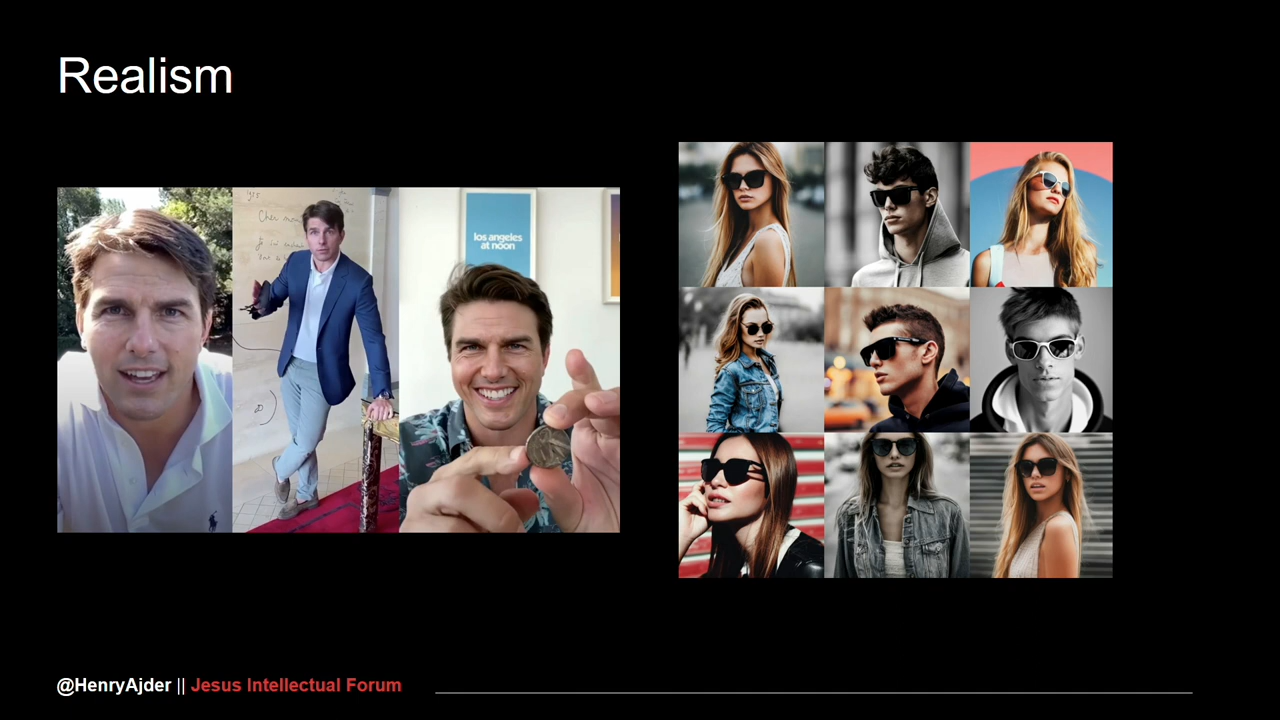 Realism
los angeles
at noon
@HenryAjder || Jesus Intellectual Forum